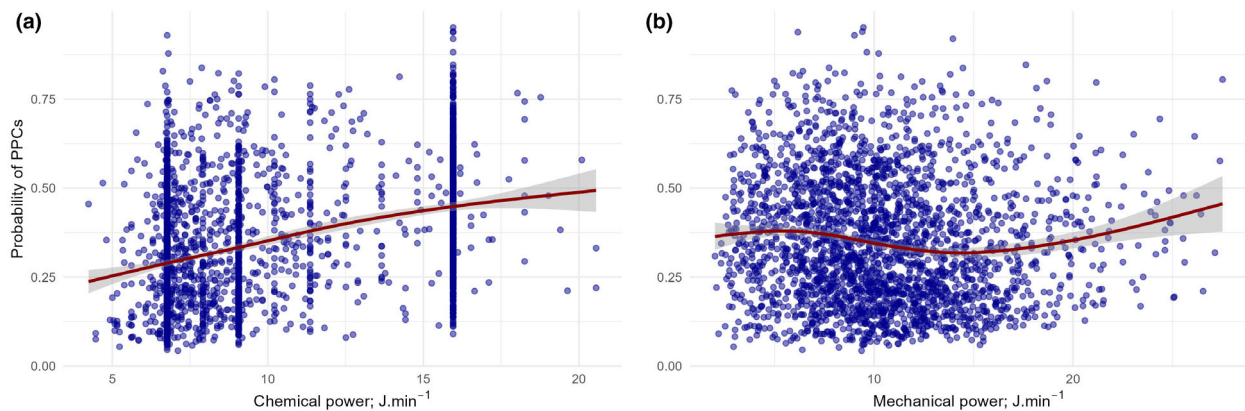 (a)
Probability of PPCs
0.75
0.50
0.25
0.00
5
10
15
20
Chemical power; J.min⁻¹
(b)
0.75
0.50
0.25
0.00
10
20
Mechanical power; J.min⁻¹